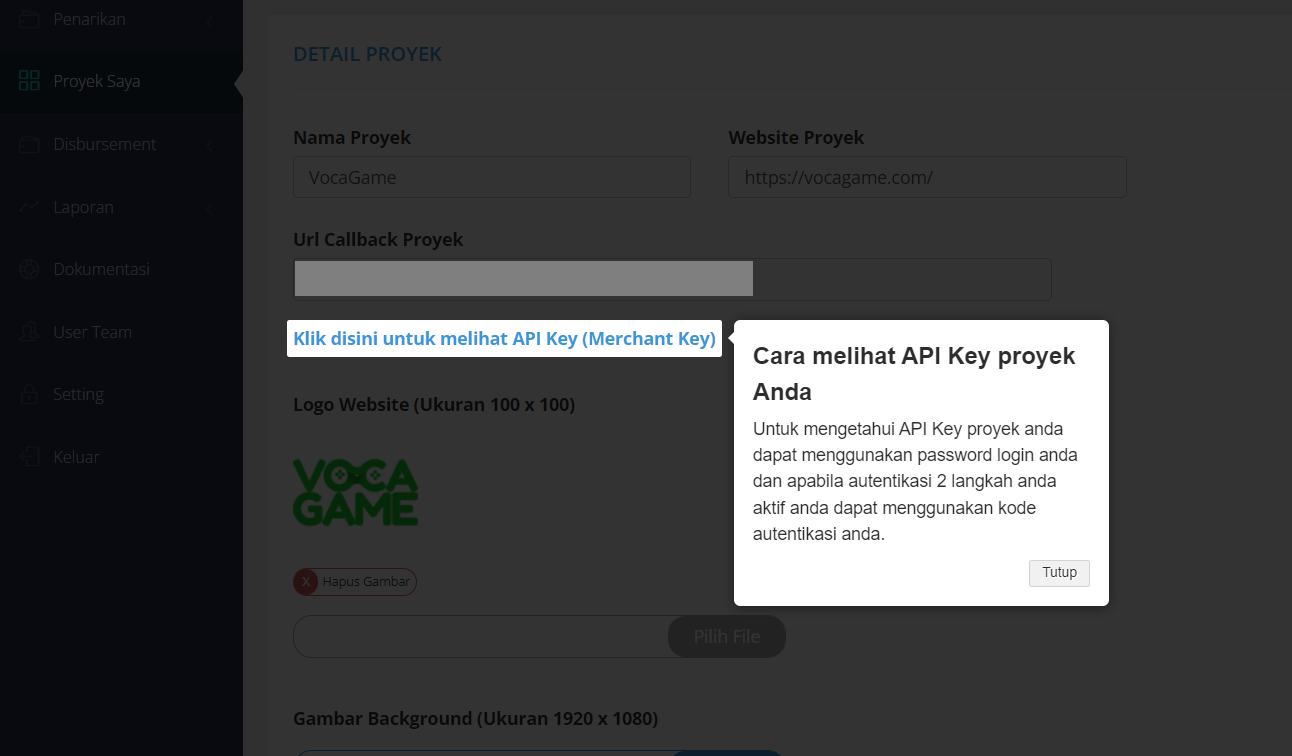 Penarikan
Proyek Saya
Disbursement
Laporan
Dokumentasi
User Team
Setting
Keluar
DETAIL PROYEK
Nama Proyek
Website Proyek
VocaGame
https://vocagame.com/
Url Callback Proyek
Klik disini untuk melihat API Key (Merchant Key)
Cara melihat API Key proyek
Anda
Untuk mengetahui API Key proyek anda
dapat menggunakan password login anda
dan apabila autentikasi 2 langkah anda
aktif anda dapat menggunakan kode
autentikasi anda.
Tutup
Logo Website (Ukuran 100 x 100)
VOCA
GAME
X Hapus Gambar
Pilih File
Gambar Background (Ukuran 1920 x 1080)